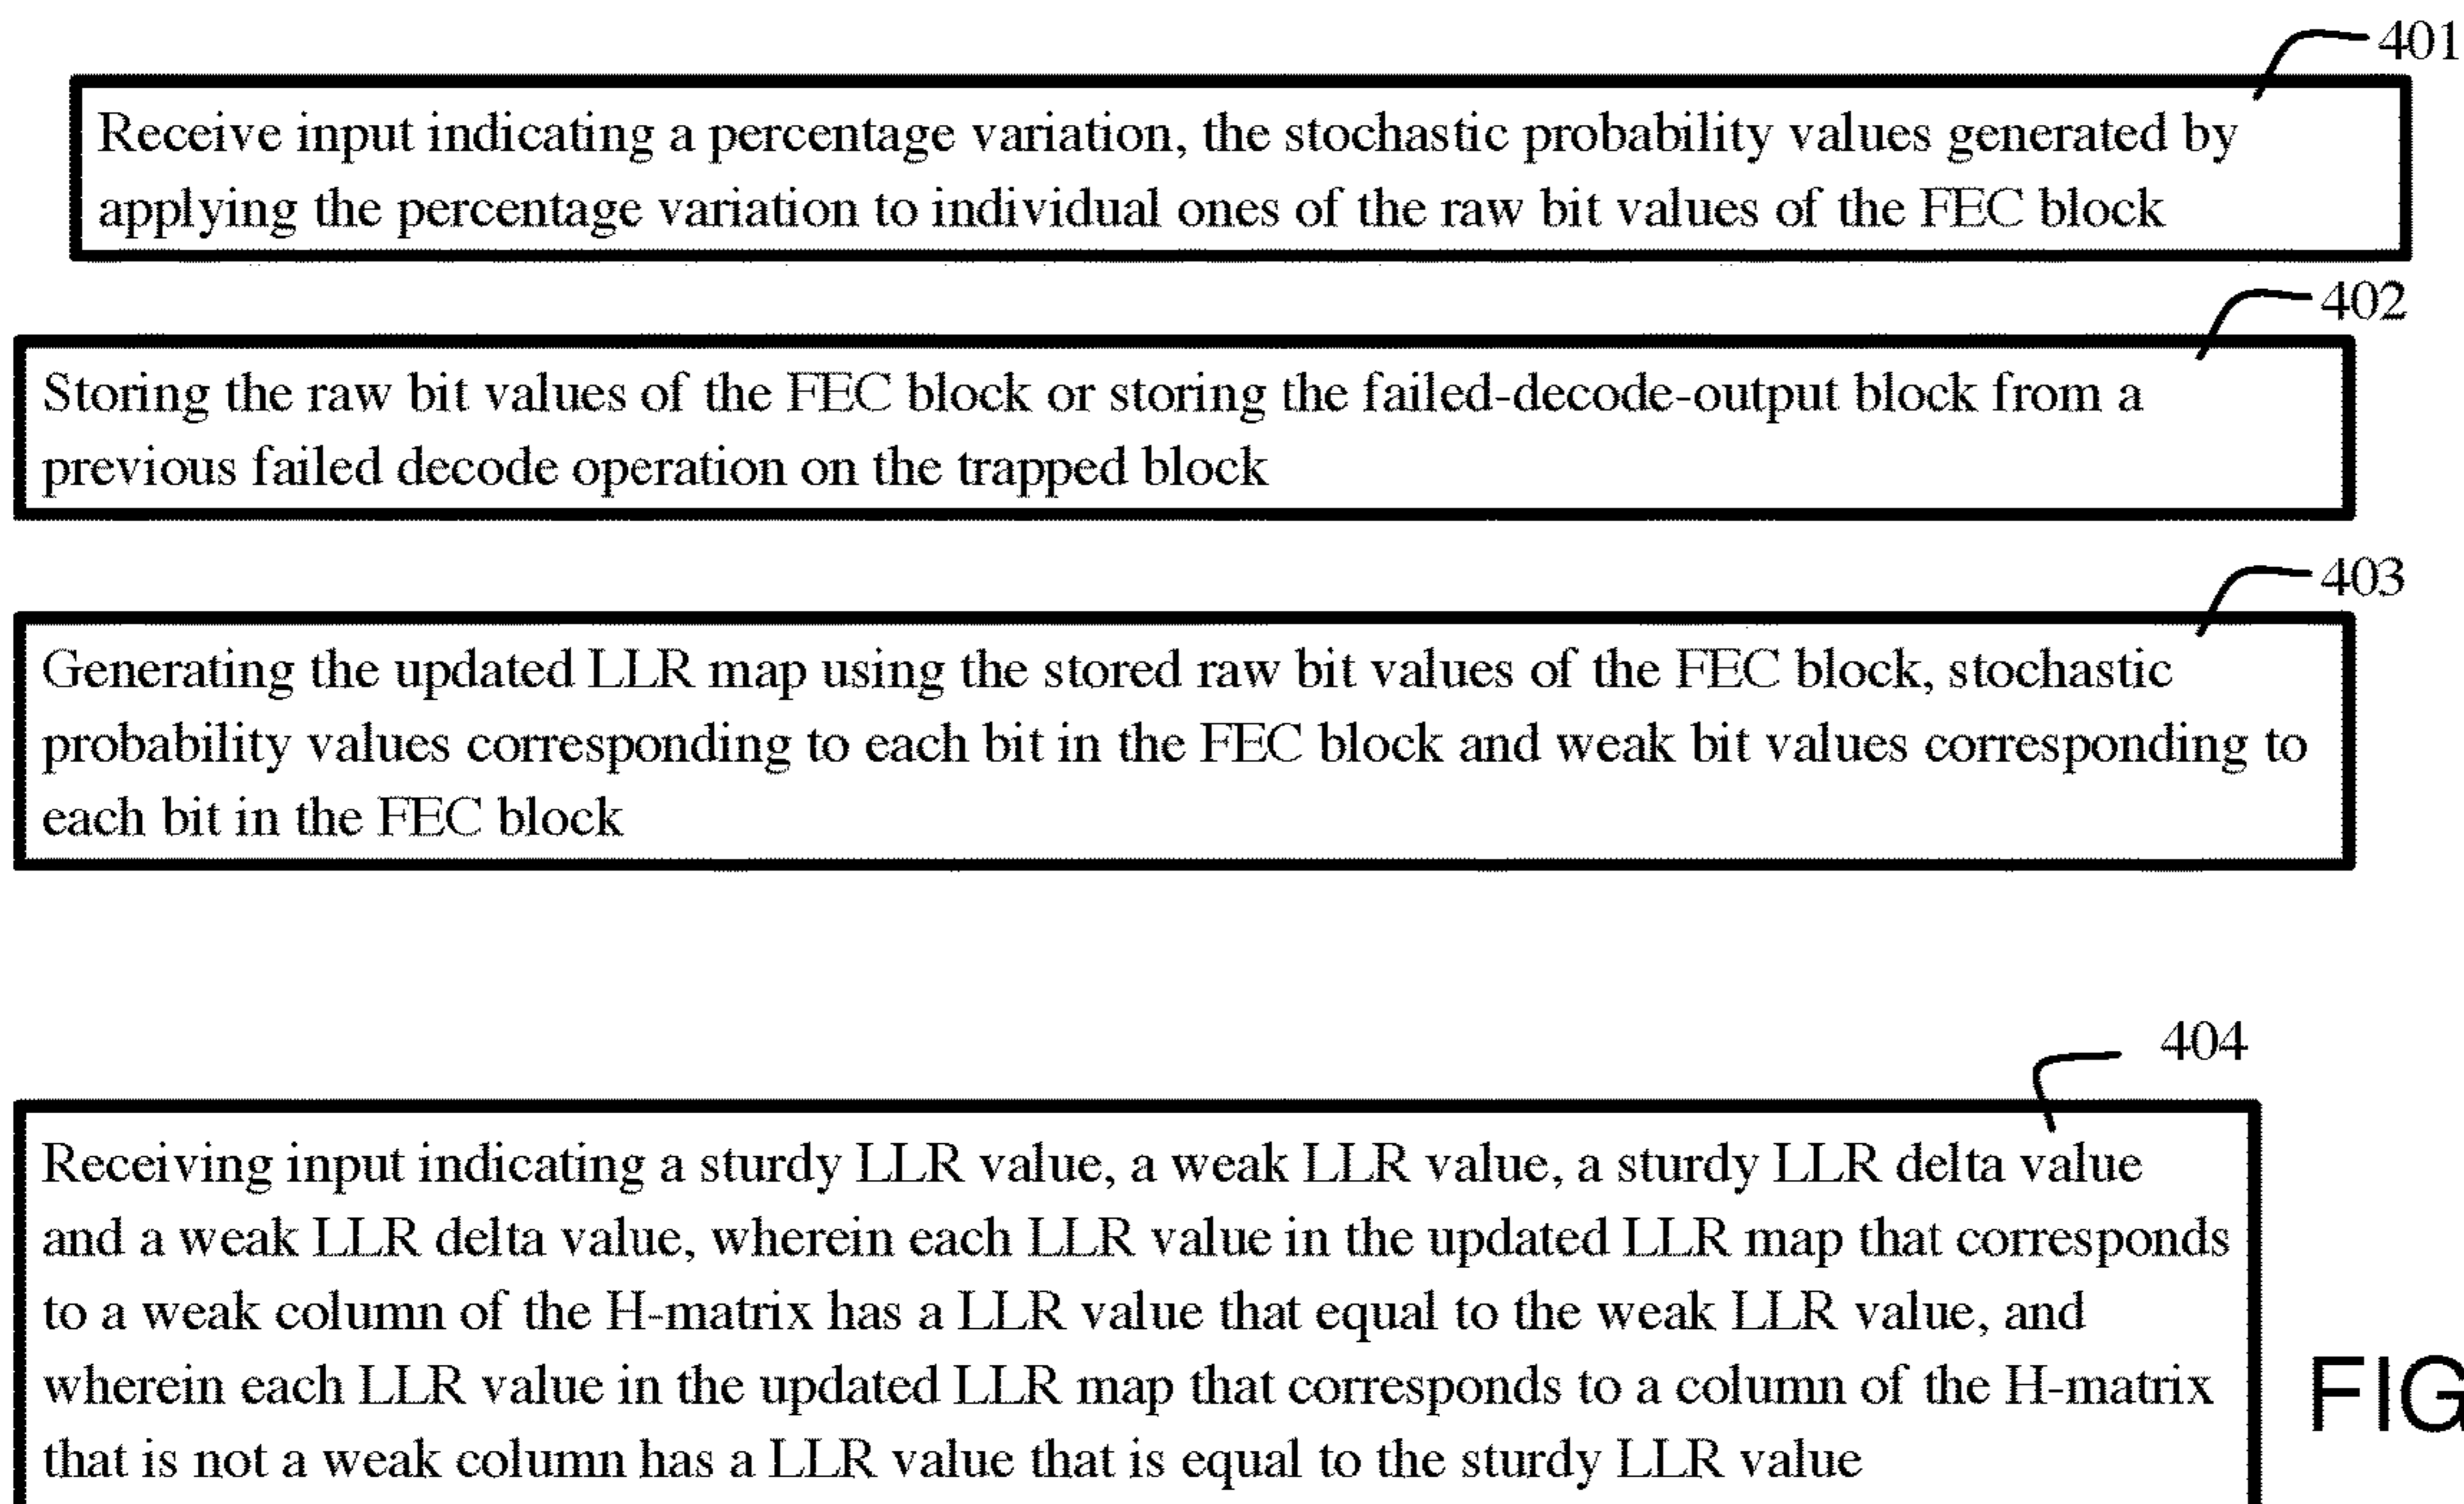 401
Receive input indicating a percentage variation, the stochastic probability values generated by
applying the percentage variation to individual ones of the raw bit values of the FEC block
402
Storing the raw bit values of the FEC block or storing the failed-decode-output block from a
previous failed decode operation on the trapped block
403
Generating the updated LLR map using the stored raw bit values of the FEC block, stochastic
probability values corresponding to each bit in the FEC block and weak bit values corresponding to
each bit in the FEC block
404
Receiving input indicating a sturdy LLR value, a weak LLR value, a sturdy LLR delta value
and a weak LLR delta value, wherein each LLR value in the updated LLR map that corresponds
to a weak column of the H-matrix has a LLR value that equal to the weak LLR value, and
wherein each LLR value in the updated LLR map that corresponds to a column of the H-matrix
that is not a weak column has a LLR value that is equal to the sturdy LLR value
FIG